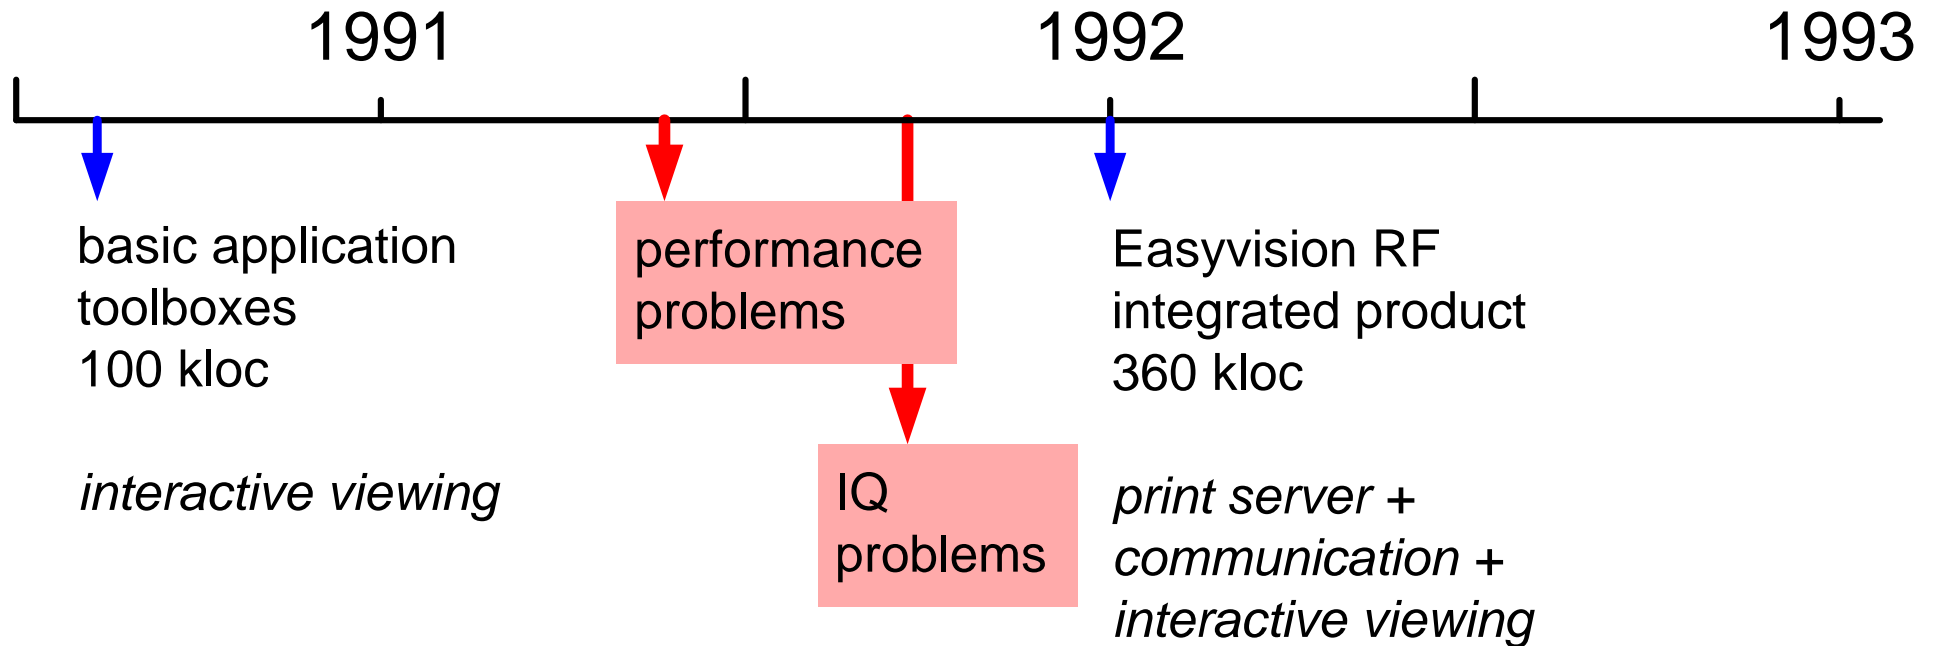 1991
1992
1993
basic application
toolboxes
100 kloc
interactive viewing
performance
problems
IQ
problems
Easyvision RF
integrated product
360 kloc
print server +
communication +
interactive viewing